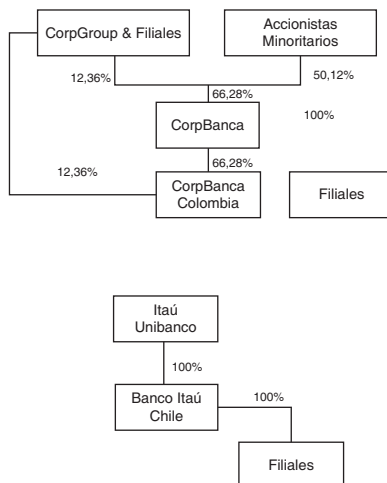 CorpGroup & Filiales
Accionistas
Minoritarios
12,36%
50,12%
66,28%
CorpBanca
100%
66,28%
12,36%
CorpBanca
Colombia
Filiales
Itaú
Unibanco
100%
Banco Itaú
Chile
100%
Filiales